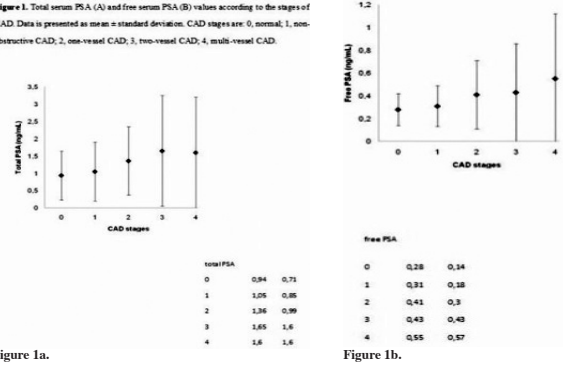 igure 1. Total serum PSA (A) and free serum PSA (B) values according to the stages of
AD. Data is presented as mean ± standard deviation. CAD stages are: 0, normal; 1, non-
bstructive CAD; 2, one-vessel CAD; 3, two-vessel CAD; 4, multi-vessel CAD.
Total PSA (ng/mL)
3,5
3
2,5
2
1,5
1
0,5
0
0 1 2 3 4
CAD stages
total PSA
0 0,94 0,71
1 1,05 0,85
2 1,36 0,99
3 1,65 1,6
4 1,6 1,6
igure 1a.
Free PSA (ng/mL)
1,2
1
0,8
0,6
0,4
0,2
0
0 1 2 3 4
CAD stages
free PSA
0 0,28 0,14
1 0,31 0,18
2 0,41 0,3
3 0,43 0,43
4 0,55 0,57
Figure 1b.